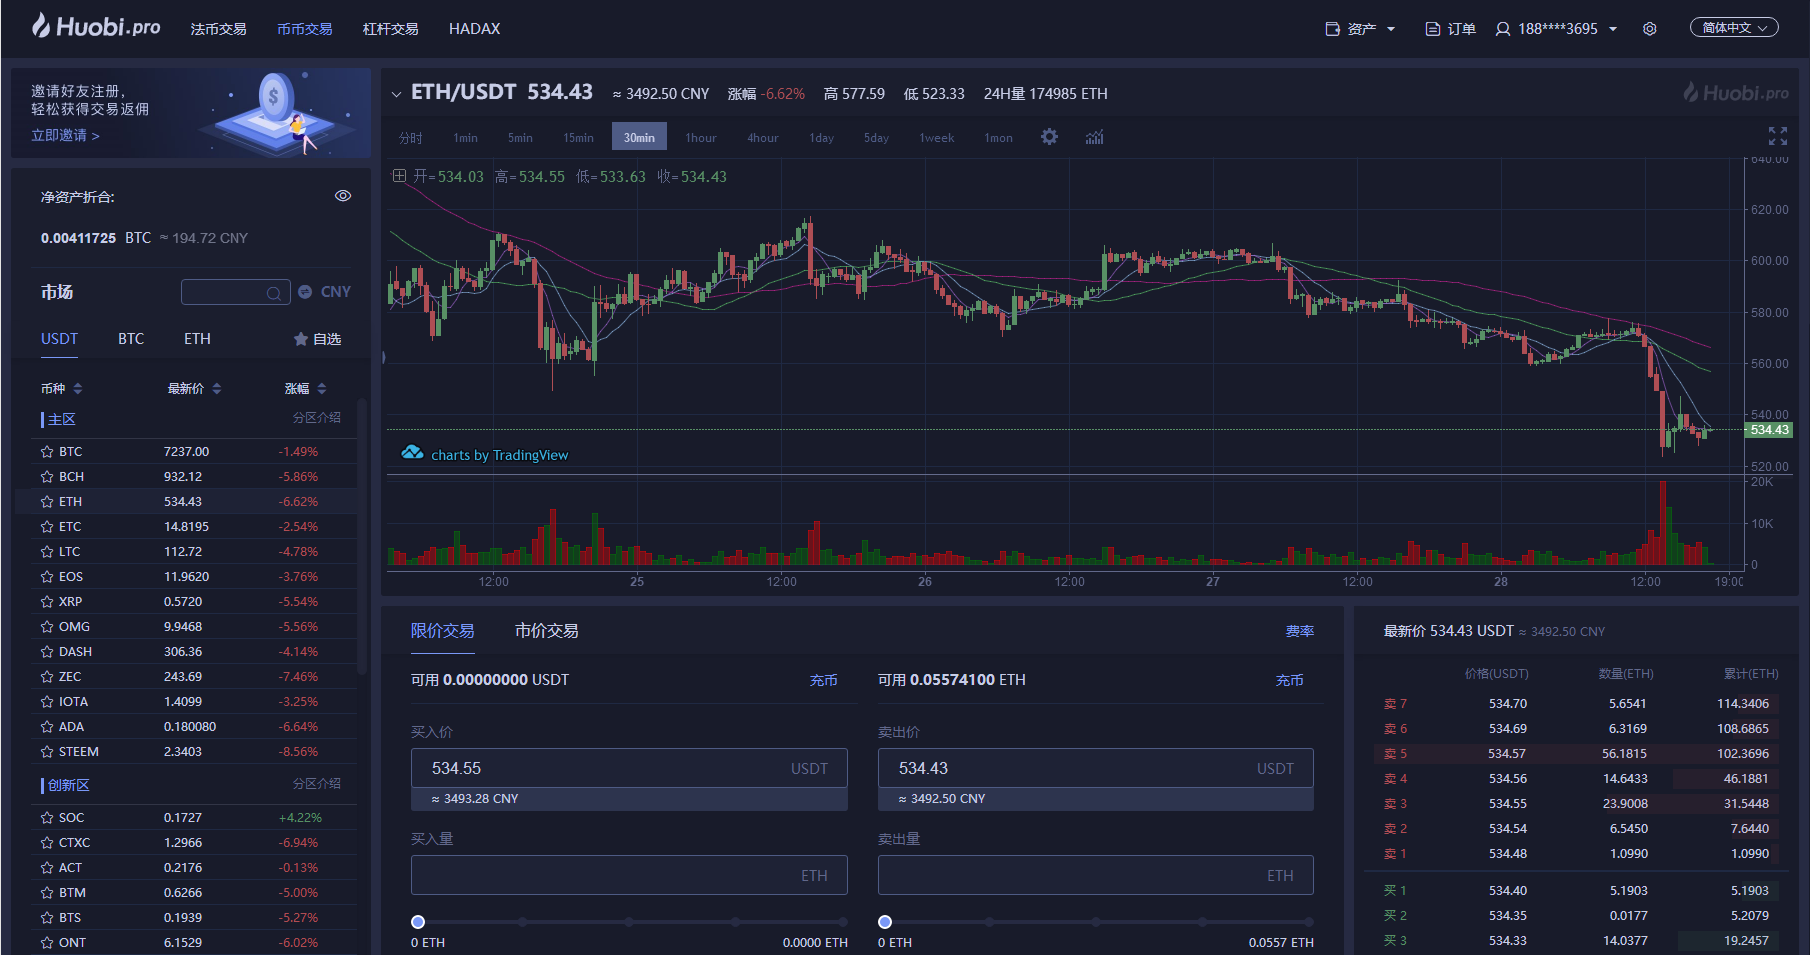 Huobi.pro 法币交易 币币交易 杠杆交易 HADAX 资产 订单 188****3695 简体中文
邀请好友注册,
轻松获得交易返佣
立即邀请 >
净资产折合:
0.00411725 BTC ≈ 194.72 CNY
市场 CNY
USDT BTC ETH 自选
币种 最新价 涨幅
主区 分区介绍
BTC 7237.00 -1.49%
BCH 932.12 -5.86%
ETH 534.43 -6.62%
ETC 14.8195 -2.54%
LTC 112.72 -4.78%
EOS 11.9620 -3.76%
XRP 0.5720 -5.54%
OMG 9.9468 -5.56%
DASH 306.36 -4.14%
ZEC 243.69 -7.46%
IOTA 1.4099 -3.25%
ADA 0.180080 -6.64%
STEEM 2.3403 -8.56%
创新区 分区介绍
SOC 0.1727 +4.22%
CTXC 1.2966 -6.94%
ACT 0.2176 -0.13%
BTM 0.6266 -5.00%
BTS 0.1939 -5.27%
ONT 6.1529 -6.02%
ETH/USDT 534.43 ≈ 3492.50 CNY 涨幅 -6.62% 高 577.59 低 523.33 24H量 174985 ETH Huobi.pro
分时 1min 5min 15min 30min 1hour 4hour 1day 5day 1week 1mon
开=534.03 高=534.55 低=533.63 收=534.43
640.00
620.00
600.00
580.00
560.00
540.00
534.43
520.00
charts by TradingView
20K
10K
0
12:00 25 12:00 26 12:00 27 12:00 28 12:00 19:00
限价交易 市价交易 费率
可用 0.00000000 USDT 充币 可用 0.05574100 ETH 充币
买入价 卖出价
534.55 USDT 534.43 USDT
≈ 3493.28 CNY ≈ 3492.50 CNY
买入量 卖出量
ETH ETH
0 ETH 0.0000 ETH 0 ETH 0.0557 ETH
最新价 534.43 USDT ≈ 3492.50 CNY
价格(USDT) 数量(ETH) 累计(ETH)
卖 7 534.70 5.6541 114.3406
卖 6 534.69 6.3169 108.6865
卖 5 534.57 56.1815 102.3696
卖 4 534.56 14.6433 46.1881
卖 3 534.55 23.9008 31.5448
卖 2 534.54 6.5450 7.6440
卖 1 534.48 1.0990 1.0990
买 1 534.40 5.1903 5.1903
买 2 534.35 0.0177 5.2079
买 3 534.33 14.0377 19.2457